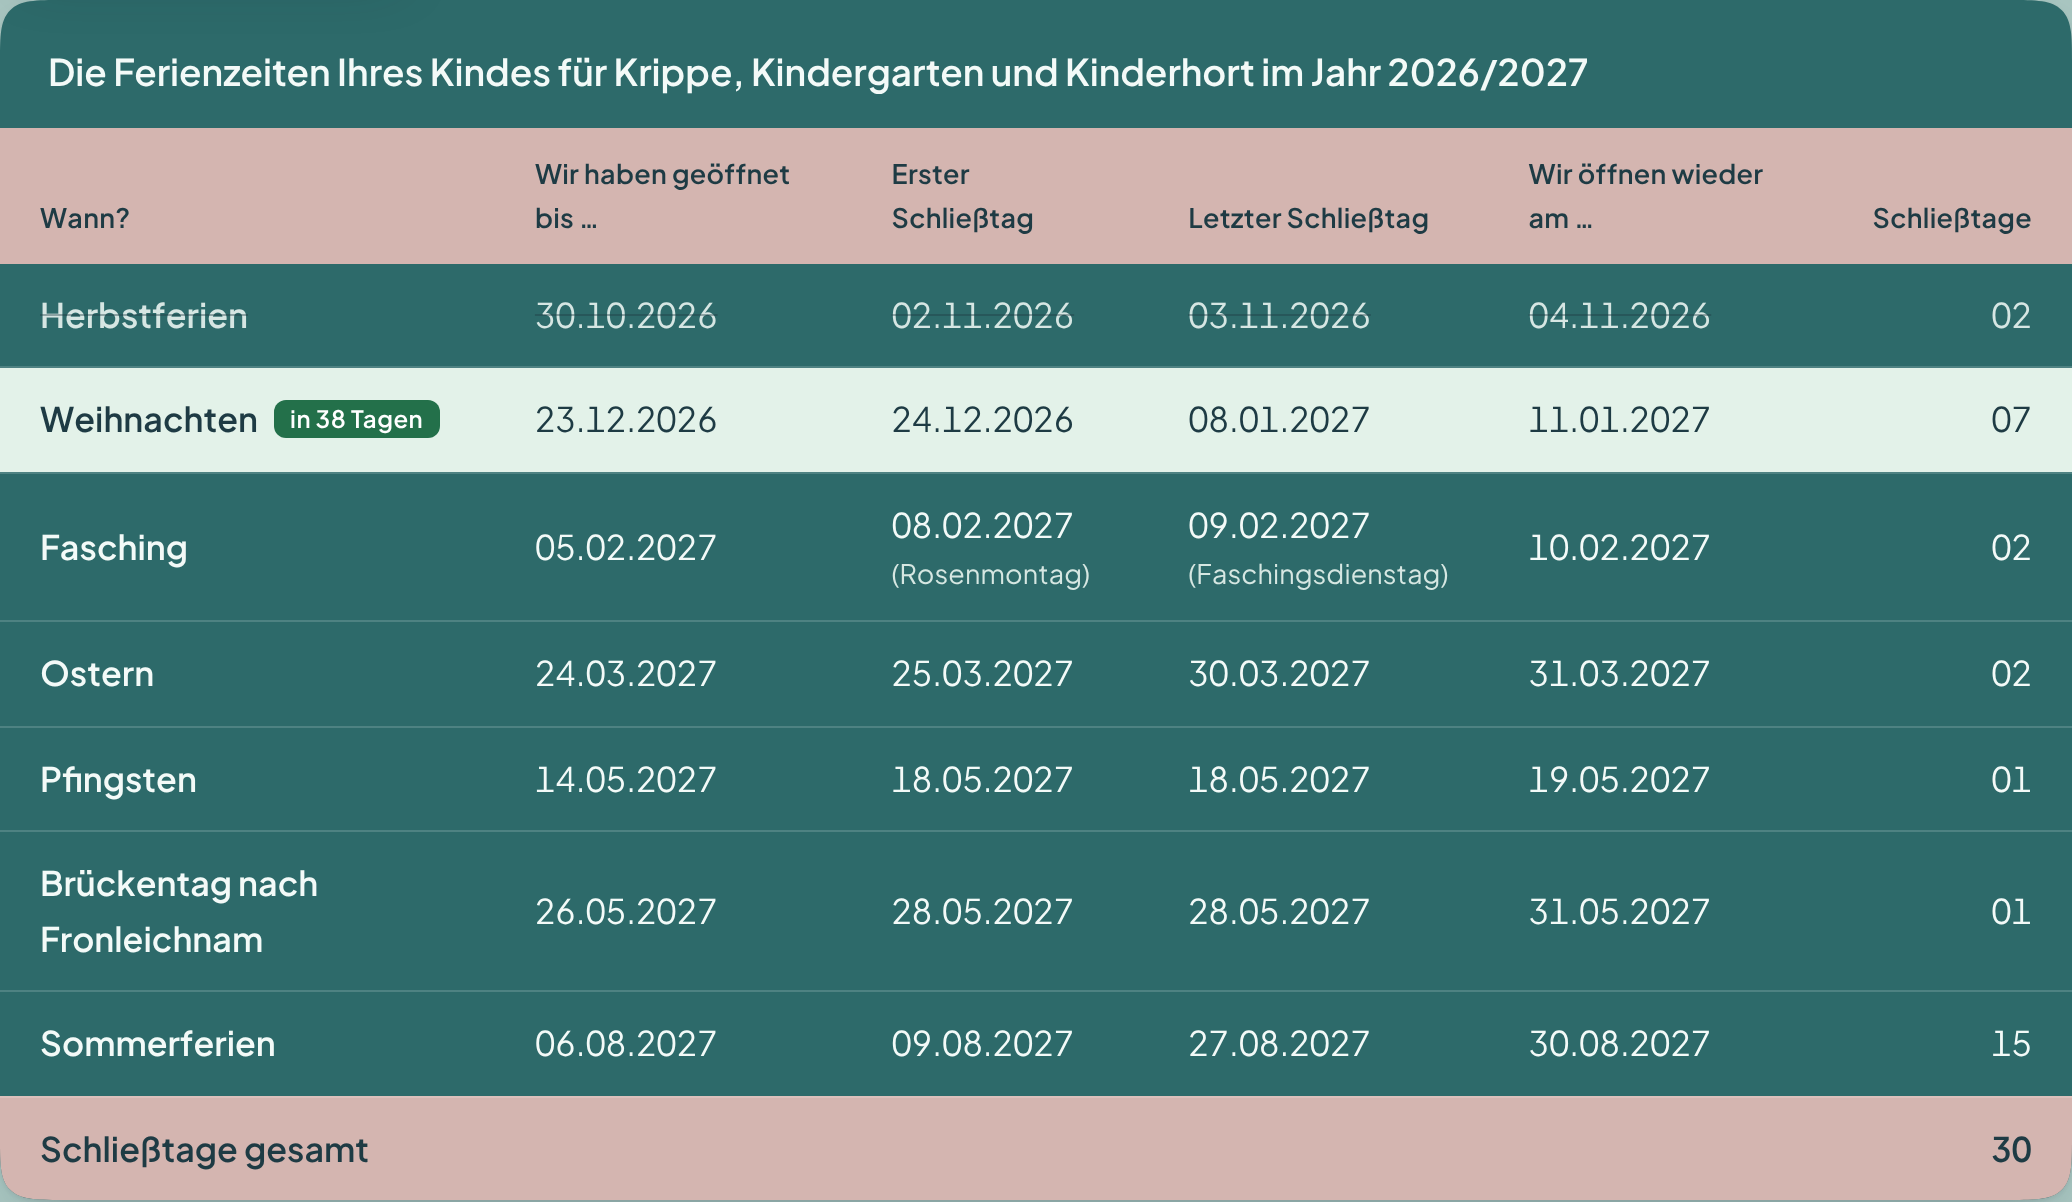 Die Ferienzeiten Ihres Kindes für Krippe, Kindergarten und Kinderhort im Jahr 2026/2027
Wann? Wir haben geöffnet bis … Erster Schließtag Letzter Schließtag Wir öffnen wieder am … Schließtage
Herbstferien 30.10.2026 02.11.2026 03.11.2026 04.11.2026 02
Weihnachten in 38 Tagen 23.12.2026 24.12.2026 08.01.2027 11.01.2027 07
Fasching 05.02.2027 08.02.2027 (Rosenmontag) 09.02.2027 (Faschingsdienstag) 10.02.2027 02
Ostern 24.03.2027 25.03.2027 30.03.2027 31.03.2027 02
Pfingsten 14.05.2027 18.05.2027 18.05.2027 19.05.2027 01
Brückentag nach Fronleichnam 26.05.2027 28.05.2027 28.05.2027 31.05.2027 01
Sommerferien 06.08.2027 09.08.2027 27.08.2027 30.08.2027 15
Schließtage gesamt 30